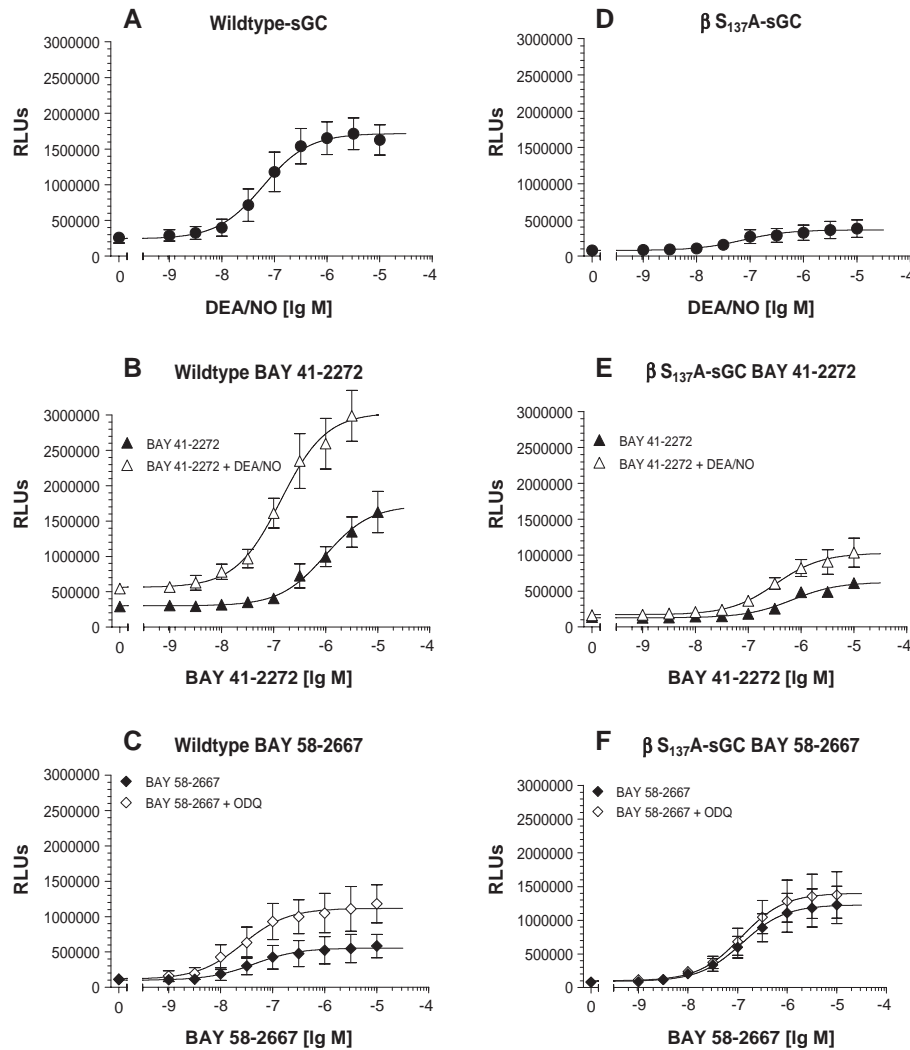 A
Wildtype-sGC
3000000
2500000
2000000
1500000
1000000
500000
0
RLUs
0 -9 -8 -7 -6 -5 -4
DEA/NO [lg M]
D
β S₁₃₇A-sGC
3000000
2500000
2000000
1500000
1000000
500000
0
RLUs
0 -9 -8 -7 -6 -5 -4
DEA/NO [lg M]
B
Wildtype BAY 41-2272
3000000
2500000
2000000
1500000
1000000
500000
0
RLUs
BAY 41-2272
BAY 41-2272 + DEA/NO
0 -9 -8 -7 -6 -5 -4
BAY 41-2272 [lg M]
E
β S₁₃₇A-sGC BAY 41-2272
3000000
2500000
2000000
1500000
1000000
500000
0
RLUs
BAY 41-2272
BAY 41-2272 + DEA/NO
0 -9 -8 -7 -6 -5 -4
BAY 41-2272 [lg M]
C
Wildtype BAY 58-2667
3000000
2500000
2000000
1500000
1000000
500000
0
RLUs
BAY 58-2667
BAY 58-2667 + ODQ
0 -9 -8 -7 -6 -5 -4
BAY 58-2667 [lg M]
F
β S₁₃₇A-sGC BAY 58-2667
3000000
2500000
2000000
1500000
1000000
500000
0
RLUs
BAY 58-2667
BAY 58-2667 + ODQ
0 -9 -8 -7 -6 -5 -4
BAY 58-2667 [lg M]